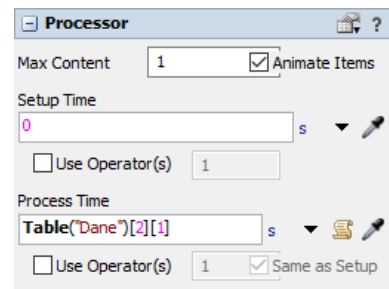 Processor ?
Max Content 1 Animate Items
Setup Time
0 s
Use Operator(s) 1
Process Time
Table("Dane")[2][1] s
Use Operator(s) 1 Same as Setup